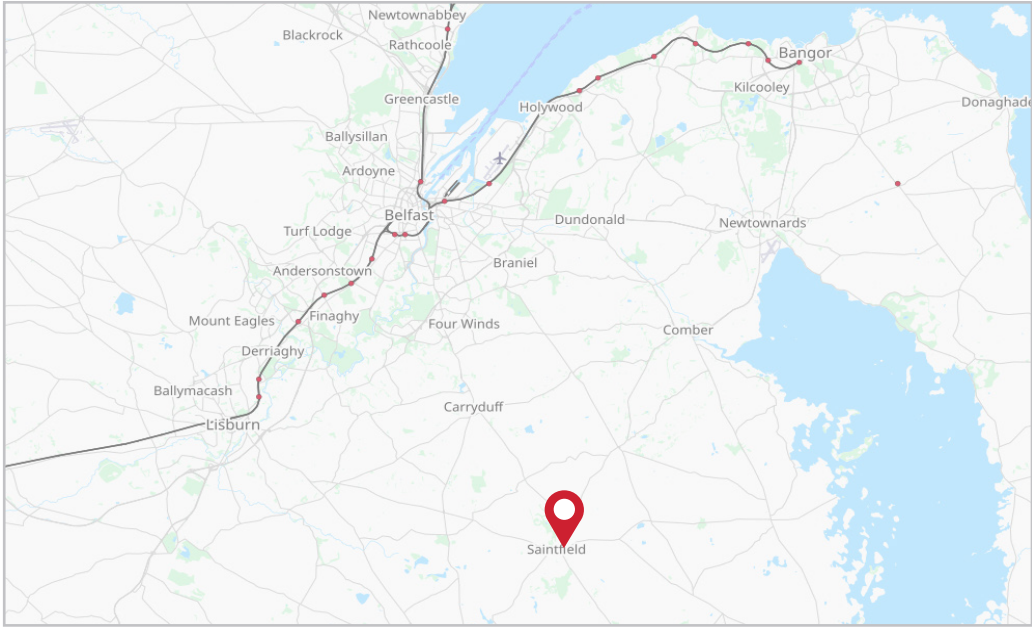 Newtownabbey
Blackrock
Rathcoole
Bangor
Kilcooley
Greencastle
Holywood
Donaghade
Ballysillan
Ardoyne
Belfast
Dundonald
Newtownards
Turf Lodge
Braniel
Andersonstown
Finaghy
Mount Eagles
Four Winds
Comber
Derriaghy
Ballymacash
Carryduff
Lisburn
Saintfield